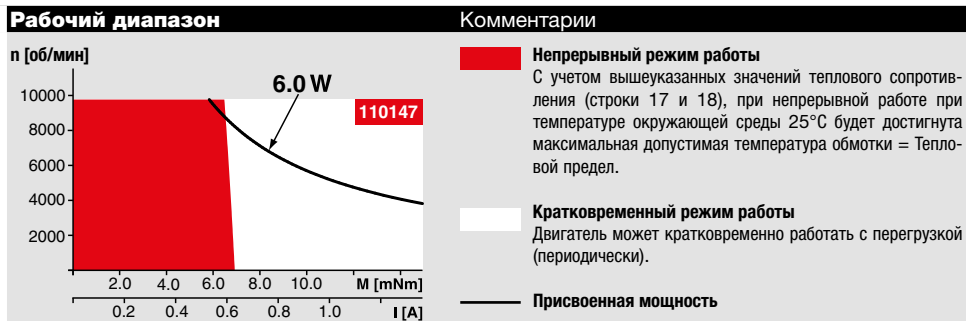 Рабочий диапазон
Комментарии
n [об/мин]
10000
8000
6000
4000
2000
6.0 W
110147
2.0 4.0 6.0 8.0 10.0 M [mNm]
0.2 0.4 0.6 0.8 1.0 I [A]
Непрерывный режим работы
С учетом вышеуказанных значений теплового сопротив-
ления (строки 17 и 18), при непрерывной работе при
температуре окружающей среды 25°C будет достигнута
максимальная допустимая температура обмотки = Тепло-
вой предел.
Кратковременный режим работы
Двигатель может кратковременно работать с перегрузкой
(периодически).
Присвоенная мощность